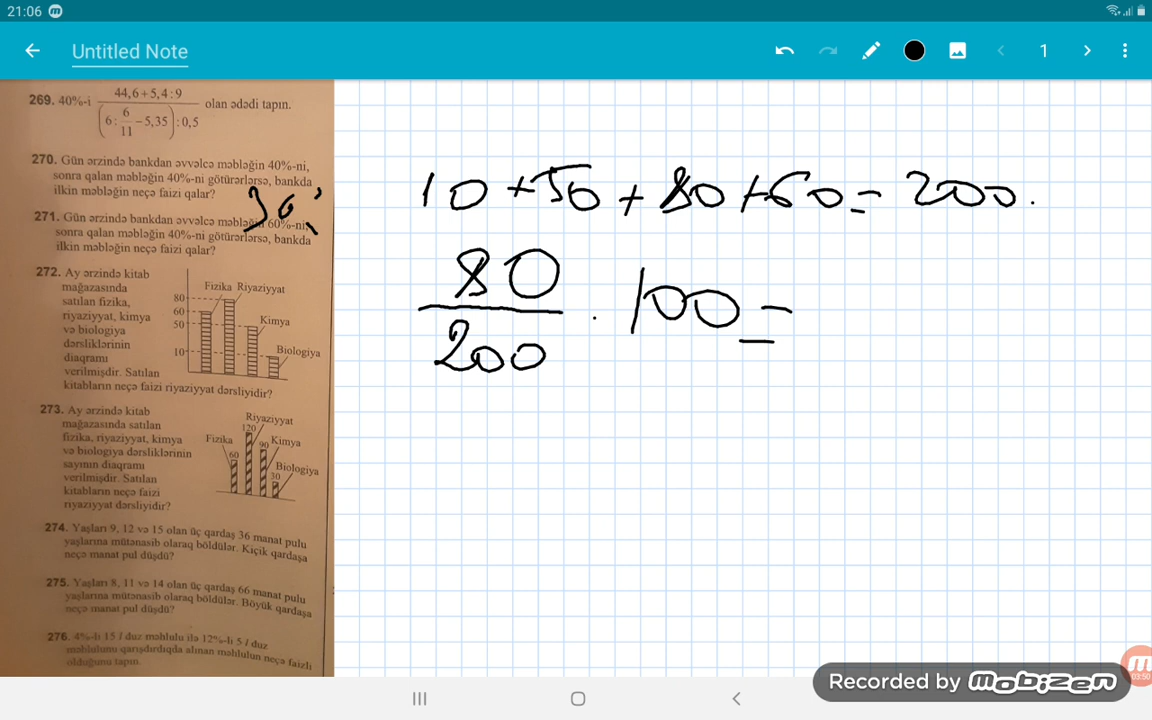 21:06
Untitled Note
1
269. 40%-i 44,6+5,4:9 / (6: 6/11 −5,35):0,5 olan ədədi tapın.
270. Gün ərzində bankdan əvvəlcə məbləğin 40%-ni,
sonra qalan məbləğin 40%-ni götürərlərsə, bankda
ilkin məbləğin neçə faizi qalar?
36
271. Gün ərzində bankdan əvvəlcə məbləğin 60%-ni,
sonra qalan məbləğin 40%-ni götürərlərsə, bankda
ilkin məbləğin neçə faizi qalar?
272. Ay ərzində kitab
mağazasında
satılan fizika,
riyaziyyat, kimya
və biologiya
dərsliklərinin
diaqramı
verilmişdir. Satılan
kitabların neçə faizi riyaziyyat dərsliyidir?
Fizika Riyaziyyat
80
60
Kimya
50
10
Biologiya
273. Ay ərzində kitab
mağazasında satılan
fizika, riyaziyyat, kimya
və biologiya dərsliklərinin
sayının diaqramı
verilmişdir. Satılan
kitabların neçə faizi
riyaziyyat dərsliyidir?
Riyaziyyat
120
Fizika
90 Kimya
60
Biologiya
30
274. Yaşları 9, 12 və 15 olan üç qardaş 36 manat pulu
yaşlarına mütənasib olaraq böldülər. Kiçik qardaşa
neçə manat pul düşdü?
275. Yaşları 8, 11 və 14 olan üç qardaş 66 manat pulu
yaşlarına mütənasib olaraq böldülər. Böyük qardaşa
neçə manat pul düşdü?
276. 4%-li 15 l duz məhlulu ilə 12%-li 5 l duz
məhlulunu qarışdırdıqda alınan məhlulun neçə faizli
olduğunu tapın.
10+50+80+60=200.
80
200 . 100=
03:50
Recorded by mobizen